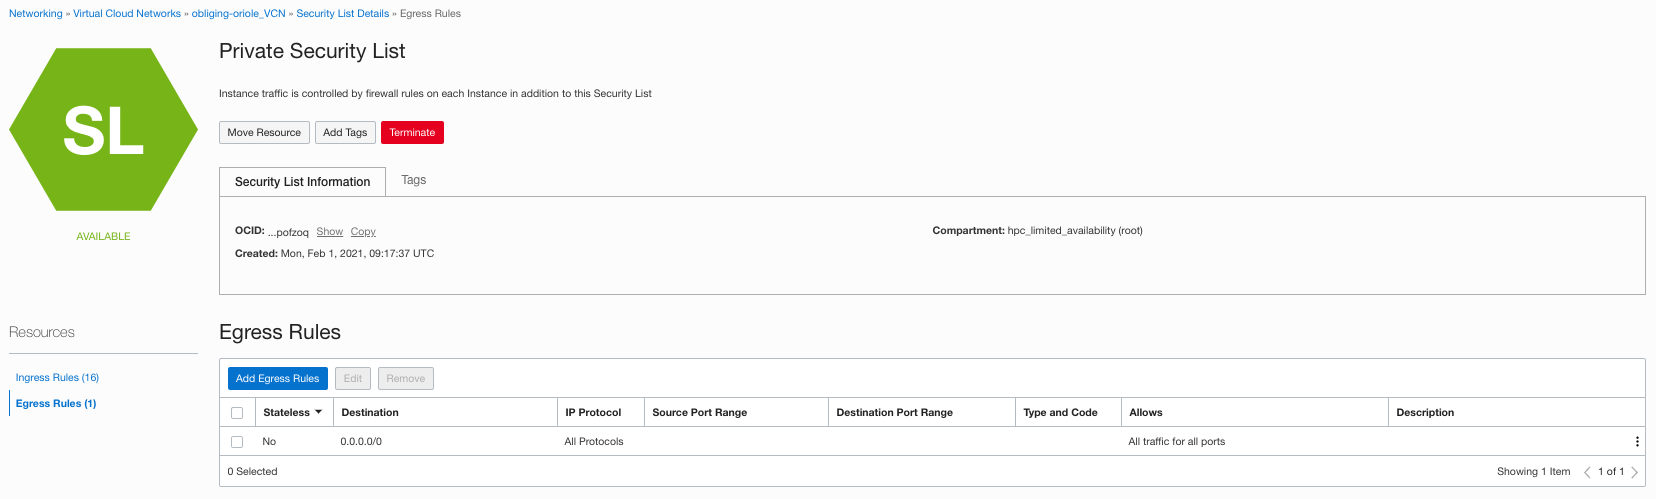 Networking » Virtual Cloud Networks » obliging-oriole_VCN » Security List Details » Egress Rules
SL
AVAILABLE
Private Security List
Instance traffic is controlled by firewall rules on each Instance in addition to this Security List
Move Resource Add Tags Terminate
Security List Information Tags
OCID: ...pofzoq Show Copy
Compartment: hpc_limited_availability (root)
Created: Mon, Feb 1, 2021, 09:17:37 UTC
Resources
Ingress Rules (16)
Egress Rules (1)
Egress Rules
Add Egress Rules Edit Remove
Stateless Destination IP Protocol Source Port Range Destination Port Range Type and Code Allows Description
No 0.0.0.0/0 All Protocols All traffic for all ports
0 Selected Showing 1 Item 1 of 1